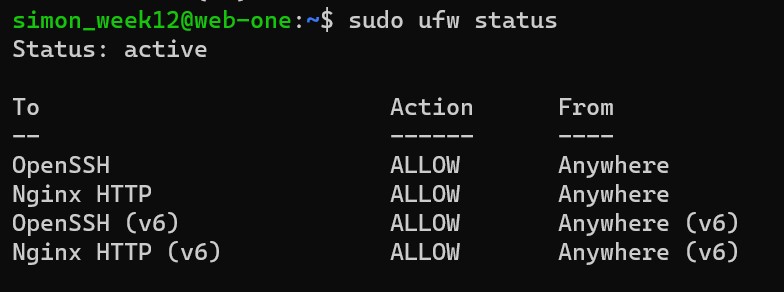 simon_week12@web-one:~$ sudo ufw status
Status: active
To Action From
-- ------ ----
OpenSSH ALLOW Anywhere
Nginx HTTP ALLOW Anywhere
OpenSSH (v6) ALLOW Anywhere (v6)
Nginx HTTP (v6) ALLOW Anywhere (v6)